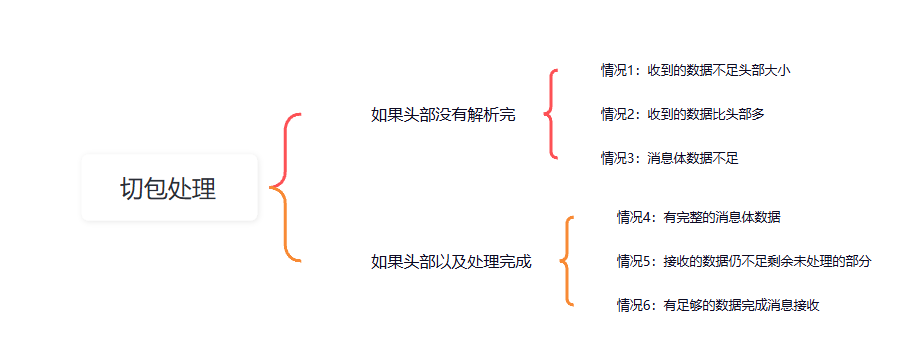 切包处理
如果头部没有解析完
情况1：收到的数据不足头部大小
情况2：收到的数据比头部多
情况3：消息体数据不足
如果头部以及处理完成
情况4：有完整的消息体数据
情况5：接收的数据仍不足剩余未处理的部分
情况6：有足够的数据完成消息接收